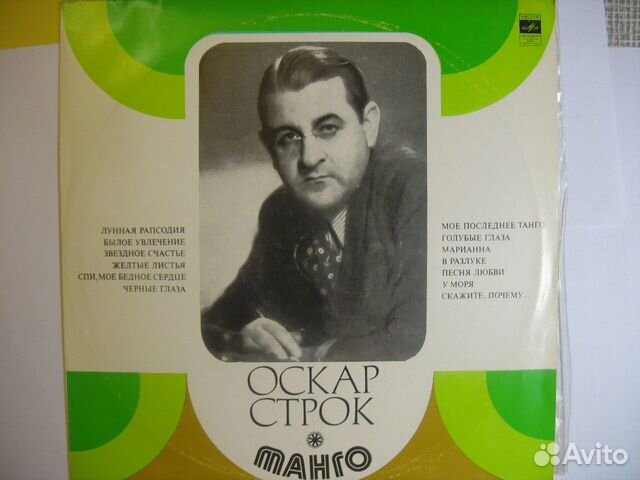 ЛУННАЯ РАПСОДИЯ
БЫЛОЕ УВЛЕЧЕНИЕ
ЗВЕЗДНОЕ СЧАСТЬЕ
ЖЕЛТЫЕ ЛИСТЬЯ
СПИ, МОЕ БЕДНОЕ СЕРДЦЕ
ЧЕРНЫЕ ГЛАЗА
МОЕ ПОСЛЕДНЕЕ ТАНГО
ГОЛУБЫЕ ГЛАЗА
МАРИАННА
В РАЗЛУКЕ
ПЕСНЯ ЛЮБВИ
У МОРЯ
СКАЖИТЕ, ПОЧЕМУ...
ОСКАР
СТРОК
ТАНГО
Avito